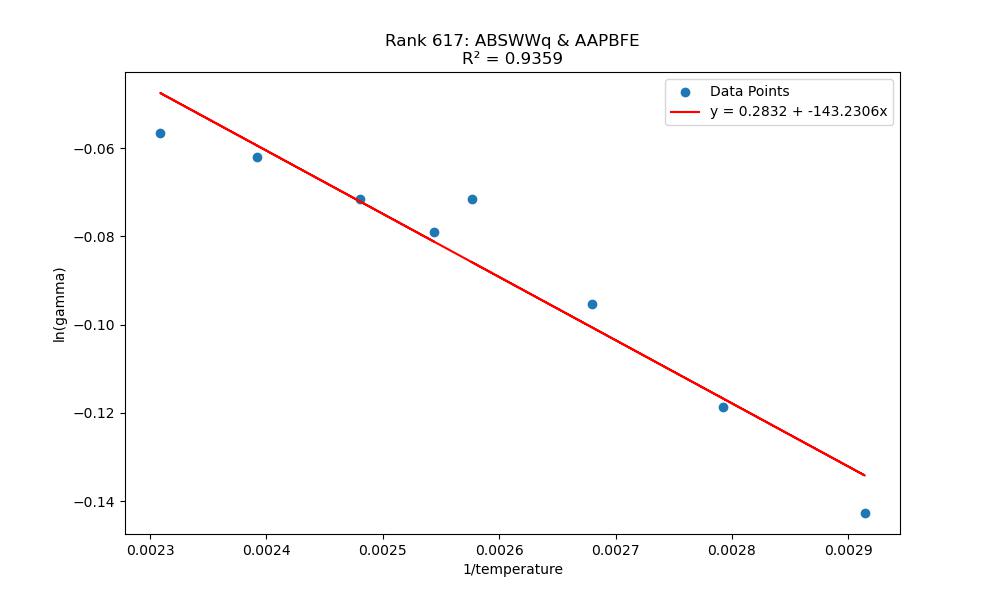 Rank 617: ABSWWq & AAPBFE
R² = 0.9359
Data Points
y = 0.2832 + -143.2306x
−0.06
−0.08
−0.10
−0.12
−0.14
ln(gamma)
0.0023
0.0024
0.0025
0.0026
0.0027
0.0028
0.0029
1/temperature